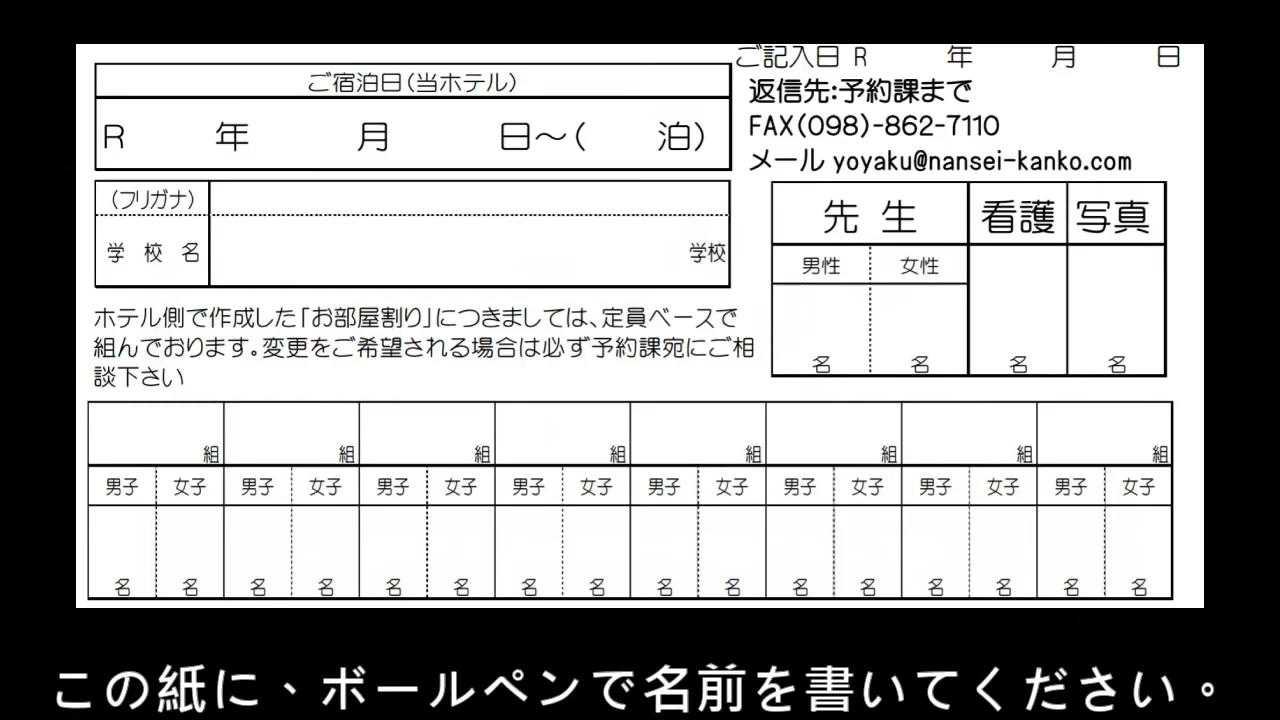 ご記入日 R 年 月 日
ご宿泊日(当ホテル)
R 年 月 日~( 泊)
返信先:予約課まで
FAX(098)-862-7110
メール yoyaku@nansei-kanko.com
(フリガナ)
学 校 名 学校
先 生 看護 写真
男性 女性
名 名 名 名
ホテル側で作成した「お部屋割り」につきましては、定員ベースで
組んでおります。変更をご希望される場合は必ず予約課宛にご相
談下さい
組 組 組 組 組 組 組 組
男子 女子 男子 女子 男子 女子 男子 女子 男子 女子 男子 女子 男子 女子 男子 女子
名 名 名 名 名 名 名 名 名 名 名 名 名 名 名 名
この紙に、ボールペンで名前を書いてください。